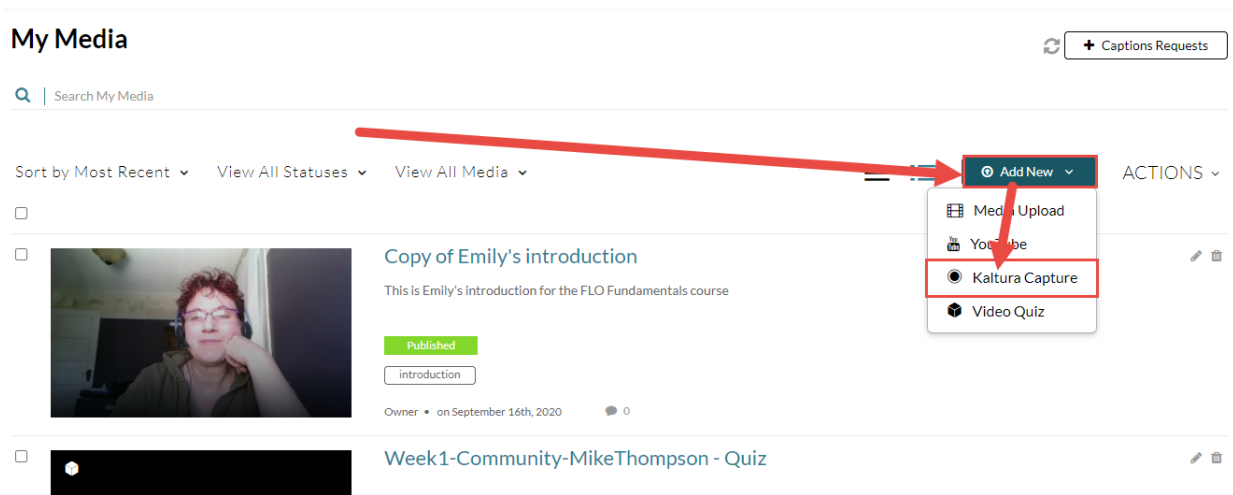 My Media
+ Captions Requests
Search My Media
Sort by Most Recent
View All Statuses
View All Media
Add New
ACTIONS
Media Upload
YouTube
Kaltura Capture
Video Quiz
Copy of Emily's introduction
This is Emily's introduction for the FLO Fundamentals course
Published
introduction
Owner • on September 16th, 2020 0
Week1-Community-MikeThompson - Quiz